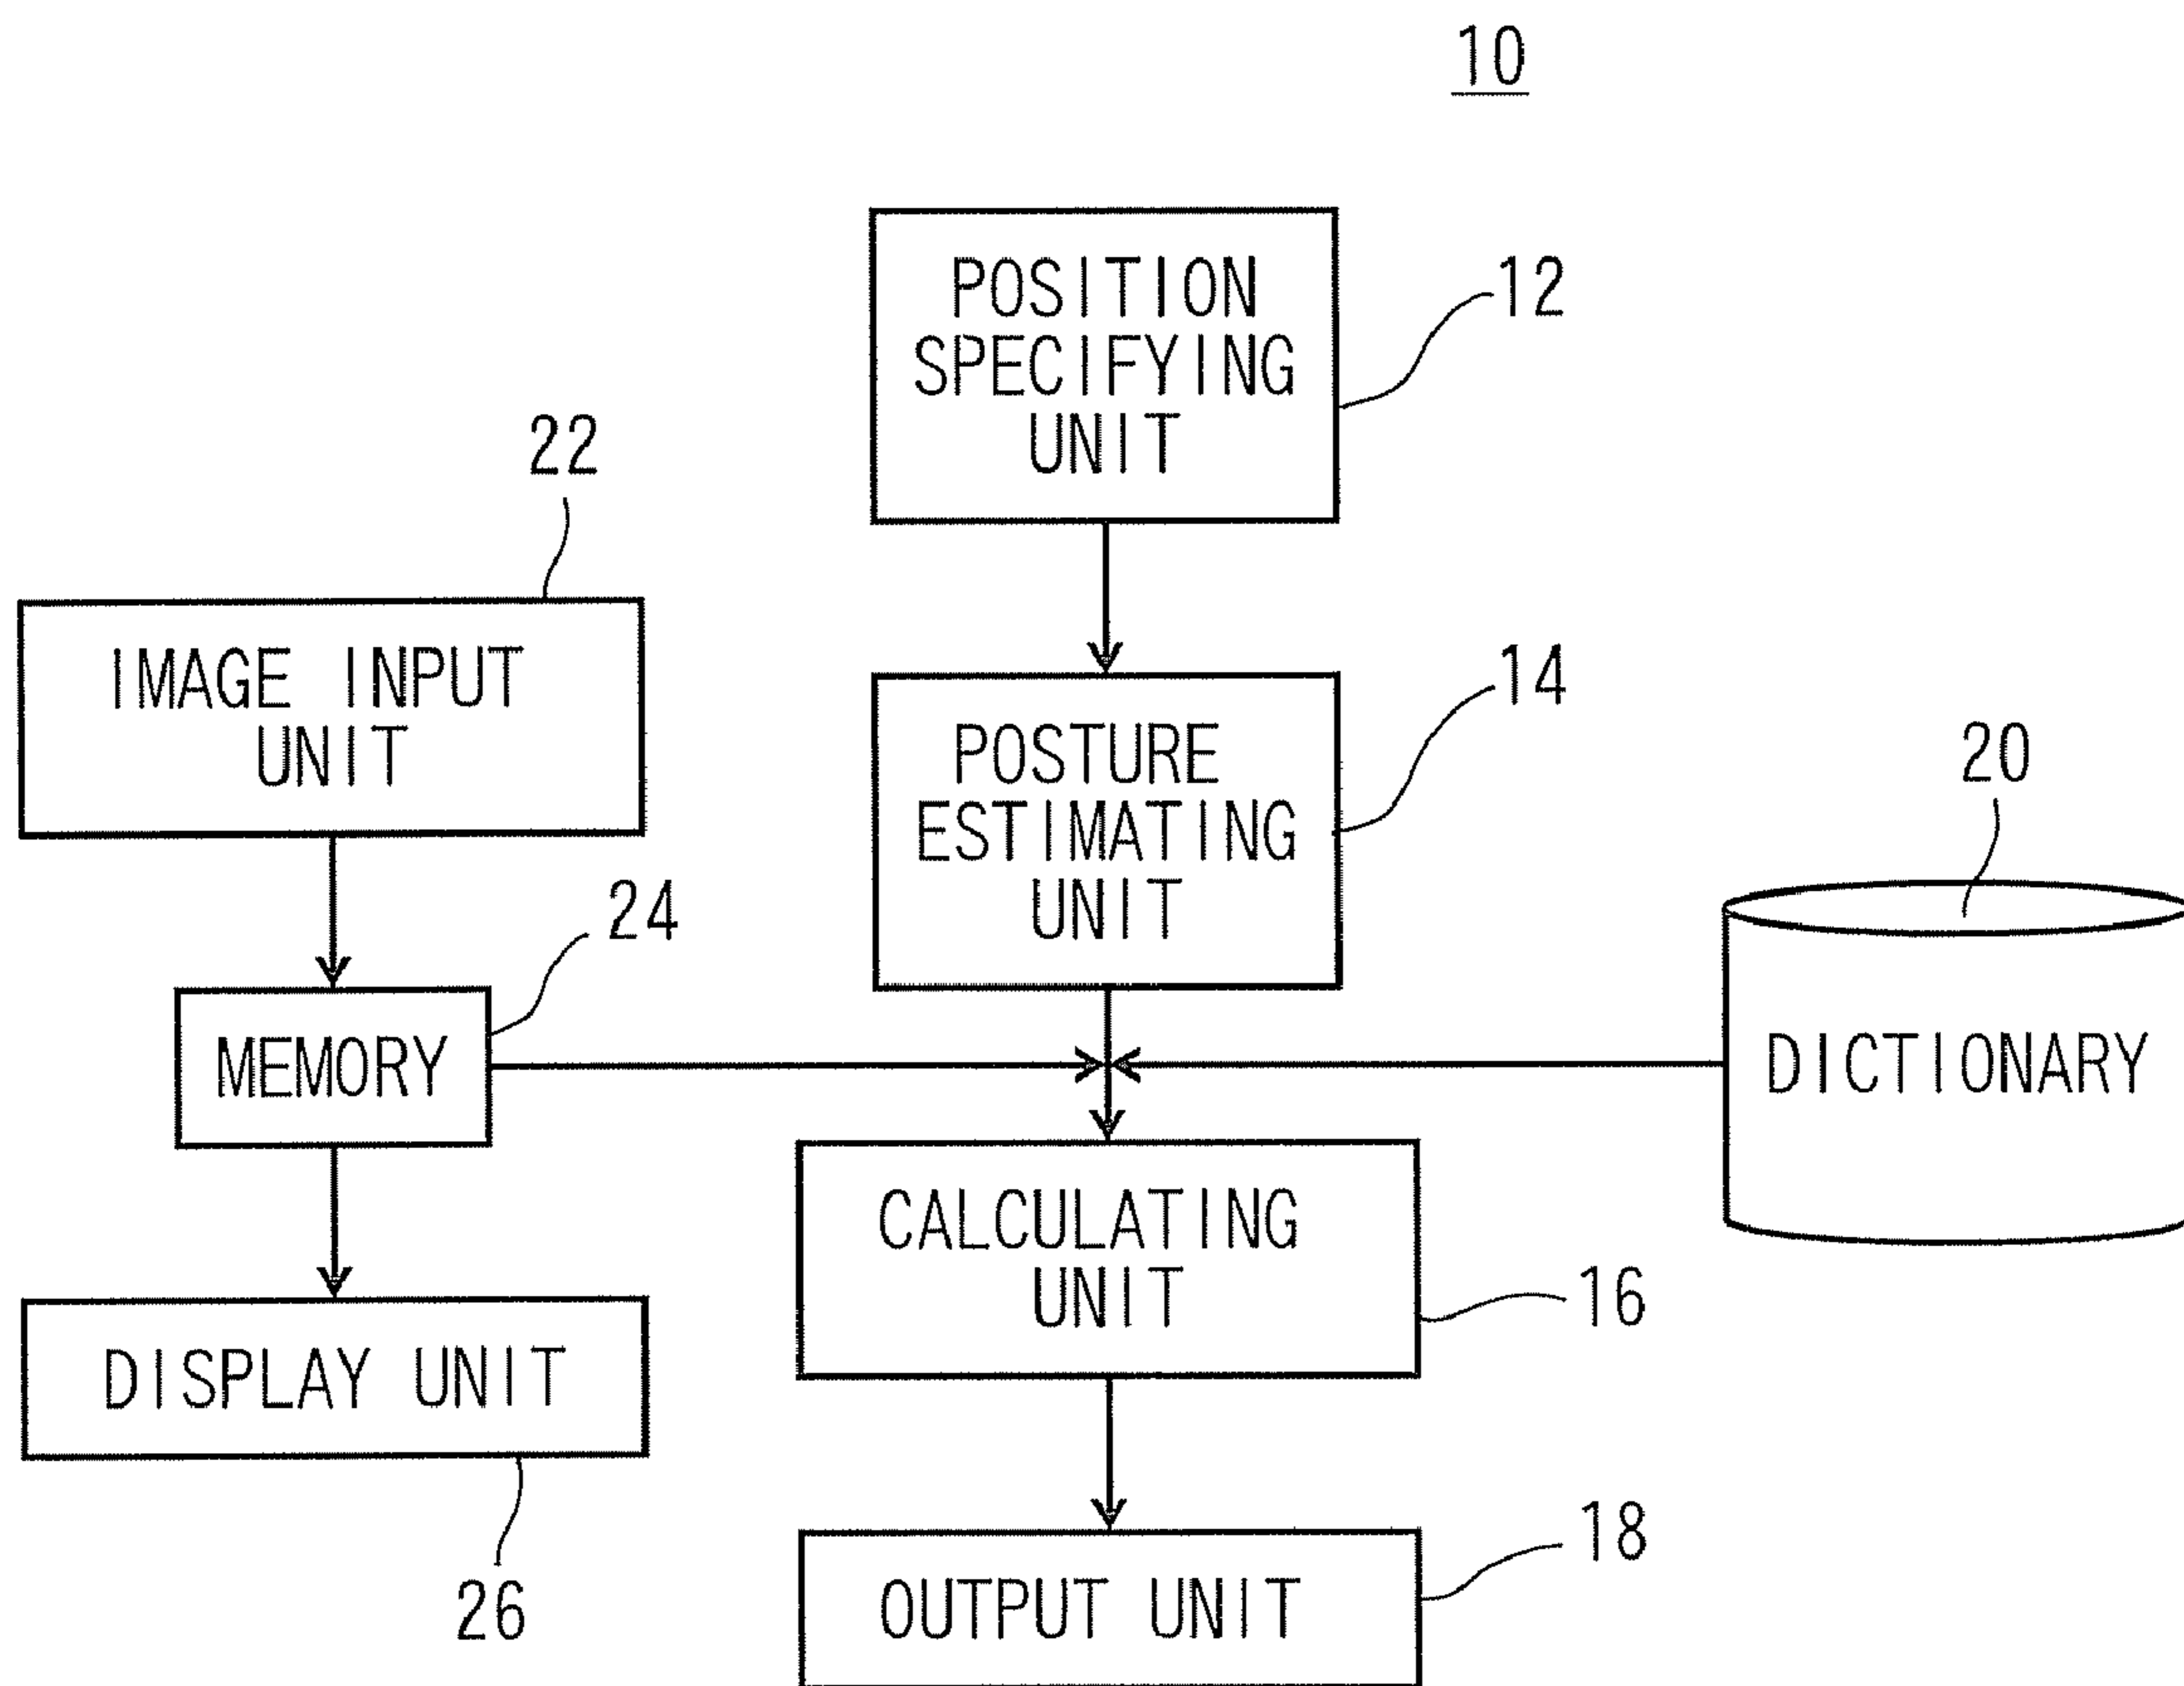 10
POSITION
SPECIFYING
UNIT
12
22
IMAGE INPUT
UNIT
POSTURE
ESTIMATING
UNIT
14
20
24
MEMORY
DICTIONARY
CALCULATING
UNIT
16
DISPLAY UNIT
26
OUTPUT UNIT
18